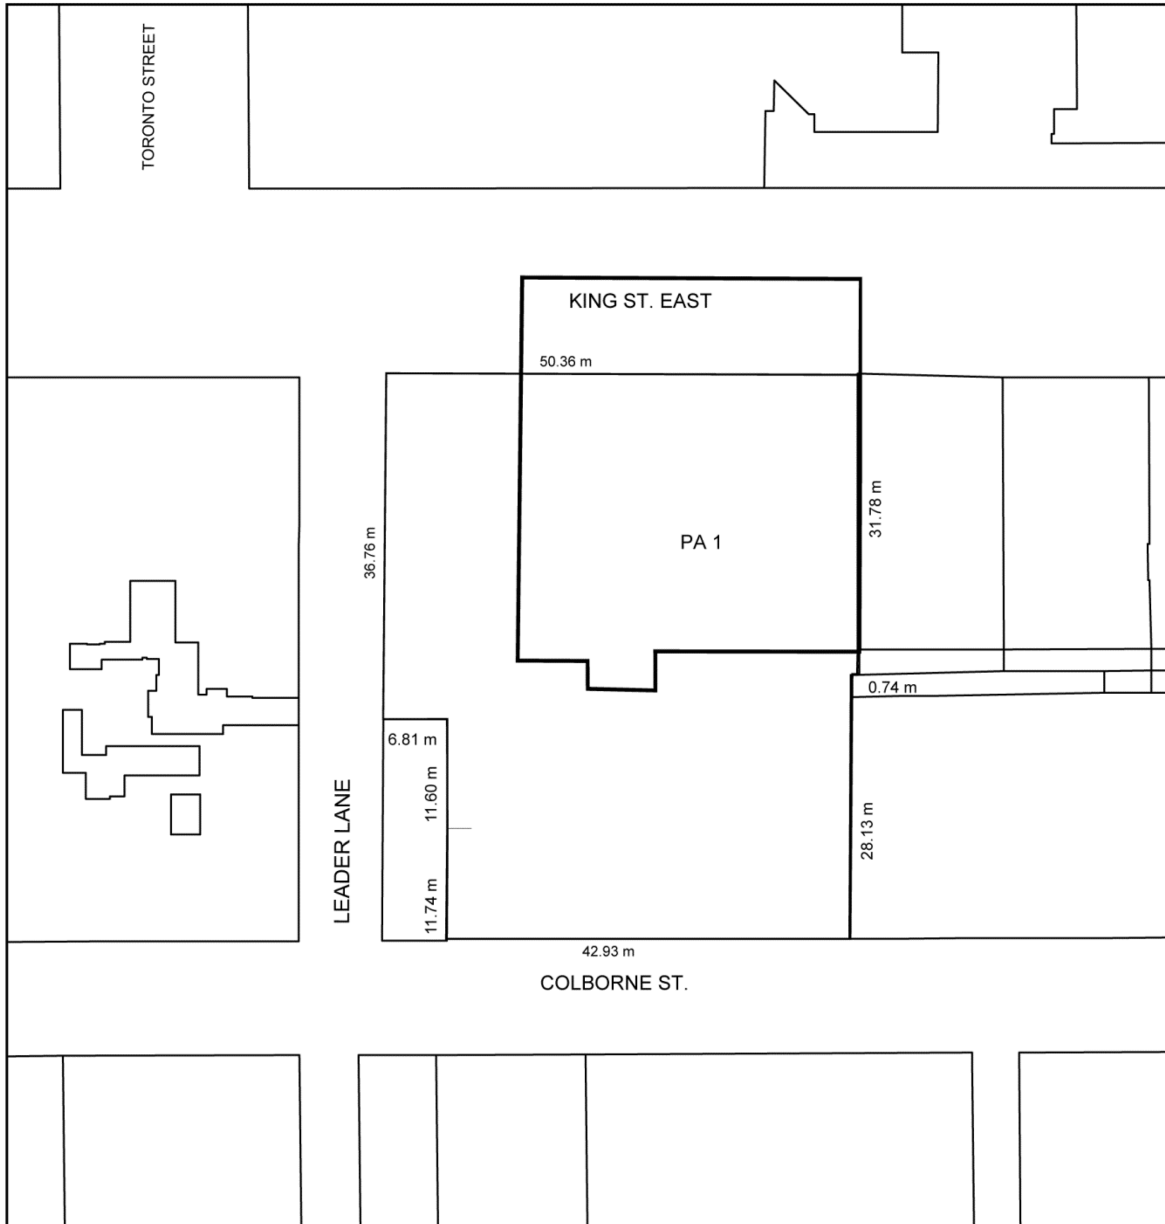 TORONTO STREET
KING ST. EAST
50.36 m
31.78 m
36.76 m
PA 1
0.74 m
6.81 m
11.60 m
LEADER LANE
28.13 m
11.74 m
42.93 m
COLBORNE ST.